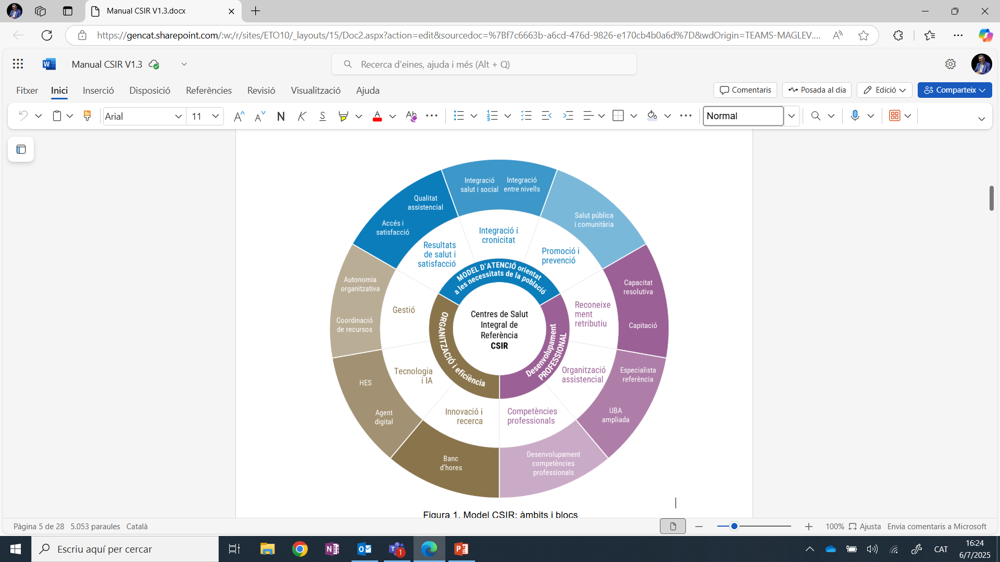 Manual CSIR V1.3.docx
https://gencat.sharepoint.com/:w:/r/sites/ETO10/_layouts/15/Doc2.aspx?action=edit&sourcedoc=%7Bf7c6663b-a6cd-476d-9826-e170cb4b0a6d%7D&wdOrigin=TEAMS-MAGLEV....
Manual CSIR V1.3
Recerca d'eines, ajuda i més (Alt + Q)
Fitxer Inici Inserció Disposició Referències Revisió Visualització Ajuda
Comentaris Posada al dia Edició Comparteix
Arial 11 N K S Normal
Integració
salut i social
Integració
entre nivells
Qualitat
assistencial
Accés i
satisfacció
Salut pública
i comunitària
Integració i
cronicitat
Resultats
de salut i
satisfacció
Promoció i
prevenció
MODEL D'ATENCIÓ orientat
a les necessitats de la població
Autonomia
organitzativa
Coordinació
de recursos
Gestió
Capacitat
resolutiva
Capitació
Reconeixe
ment
retributiu
Centres de Salut
Integral de
Referència
CSIR
ORGANITZACIÓ i eficiència
Desenvolupament
PROFESSIONAL
Tecnologia
i IA
HES
Agent
digital
Organització
assistencial
Especialista
referència
UBA
ampliada
Innovació i
recerca
Competències
professionals
Banc
d'hores
Desenvolupament
competències
professionals
Figura 1. Model CSIR: àmbits i blocs
Pàgina 5 de 28 5.053 paraules Català 100% Ajusta Envia comentaris a Microsoft
Escriu aquí per cercar
1
CAT
16:24
6/7/2025